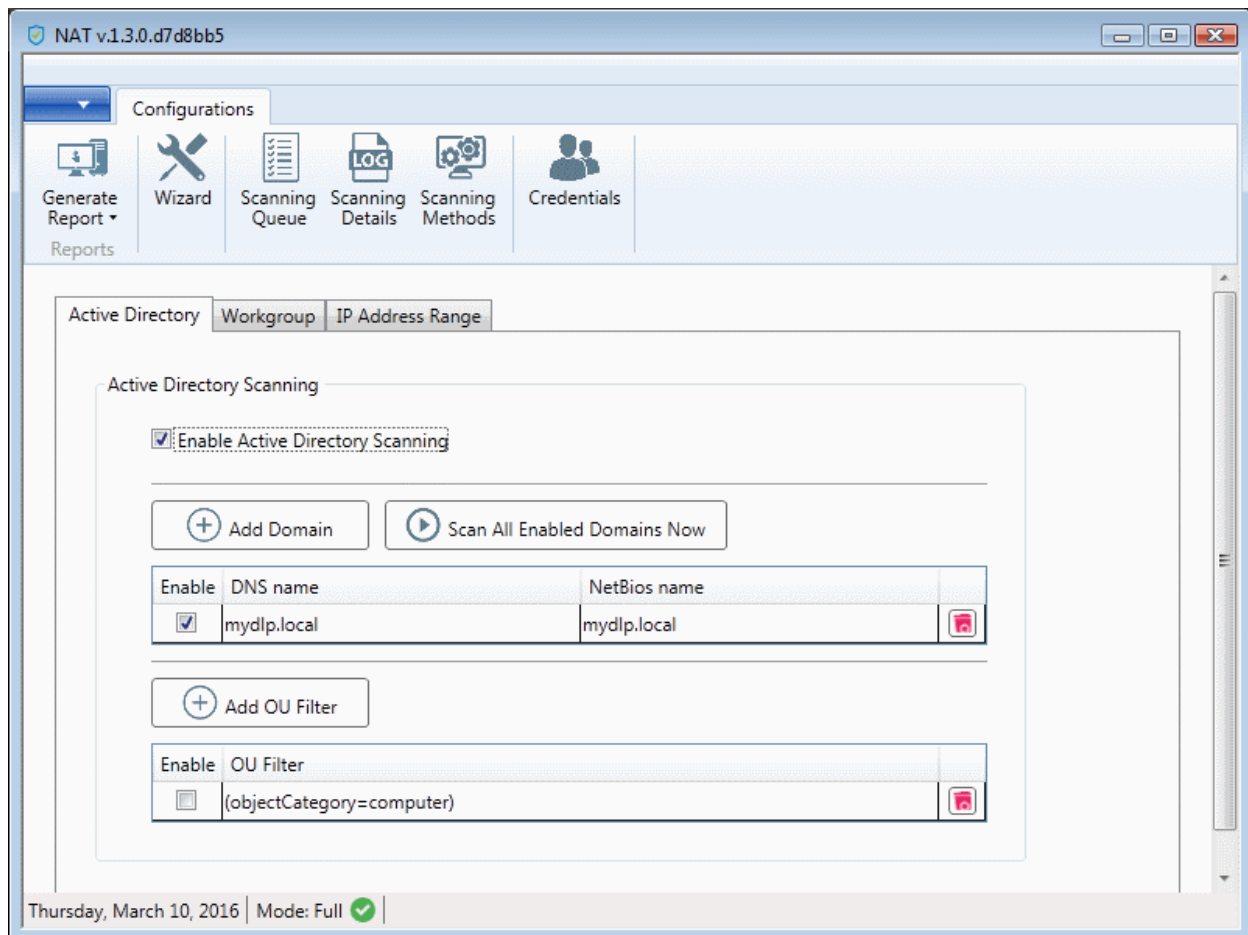 NAT v.1.3.0.d7d8bb5
Configurations
Generate Report
Wizard
Scanning Queue
LOG
Scanning Details
Scanning Methods
Credentials
Reports
Active Directory Workgroup IP Address Range
Active Directory Scanning
Enable Active Directory Scanning
Add Domain Scan All Enabled Domains Now
Enable DNS name NetBios name
mydlp.local mydlp.local
Add OU Filter
Enable OU Filter
(objectCategory=computer)
Thursday, March 10, 2016 Mode: Full